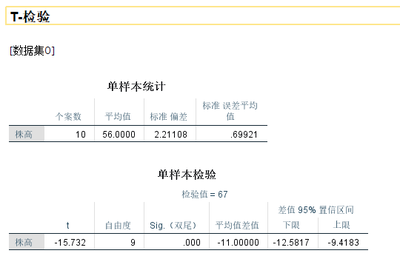 T-检验
[数据集0]
单样本统计
个案数 平均值 标准 偏差 标准 误差平均值
株高 10 56.0000 2.21108 .69921
单样本检验
检验值 = 67
差值 95% 置信区间
t 自由度 Sig.（双尾） 平均值差值 下限 上限
株高 -15.732 9 .000 -11.00000 -12.5817 -9.4183